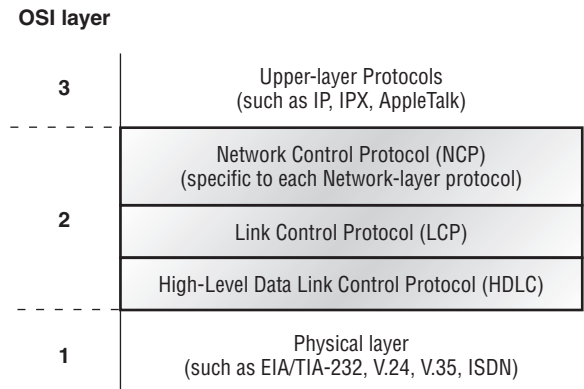 OSI layer
3
Upper-layer Protocols
(such as IP, IPX, AppleTalk)
Network Control Protocol (NCP)
(specific to each Network-layer protocol)
2
Link Control Protocol (LCP)
High-Level Data Link Control Protocol (HDLC)
Physical layer
1
(such as EIA/TIA-232, V.24, V.35, ISDN)